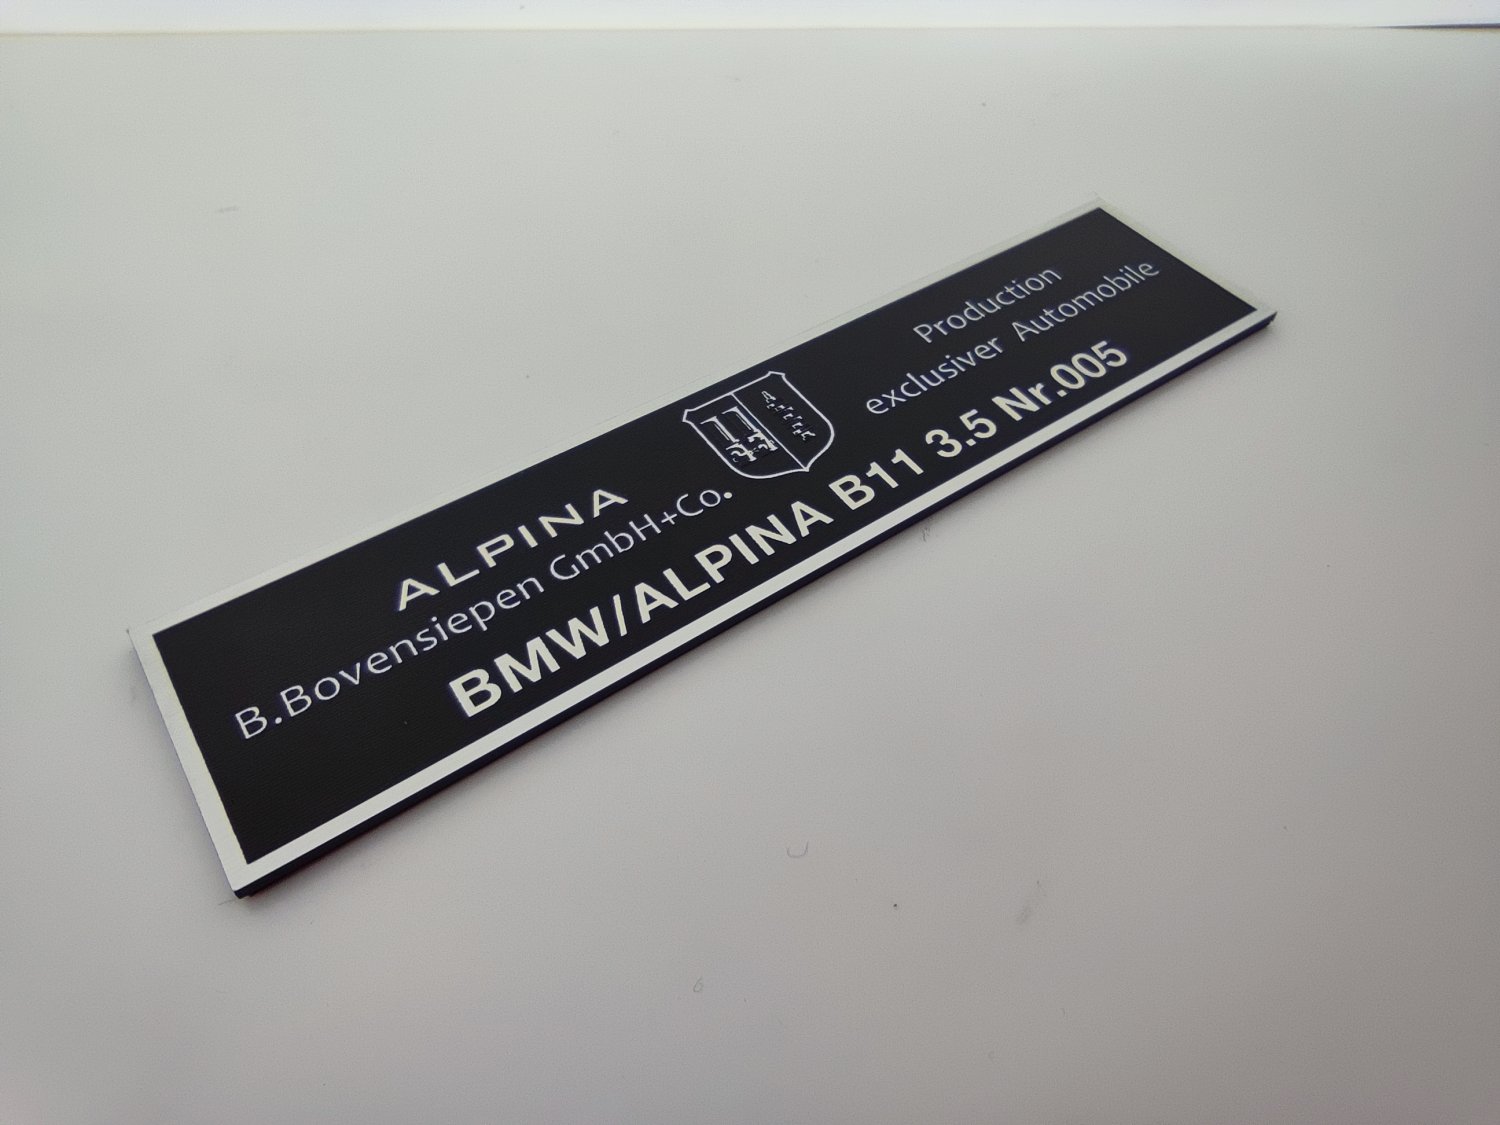 ALPINA
B.Bovensiepen GmbH+Co.
Production
exclusiver Automobile
BMW/ALPINA B11 3.5 Nr.005